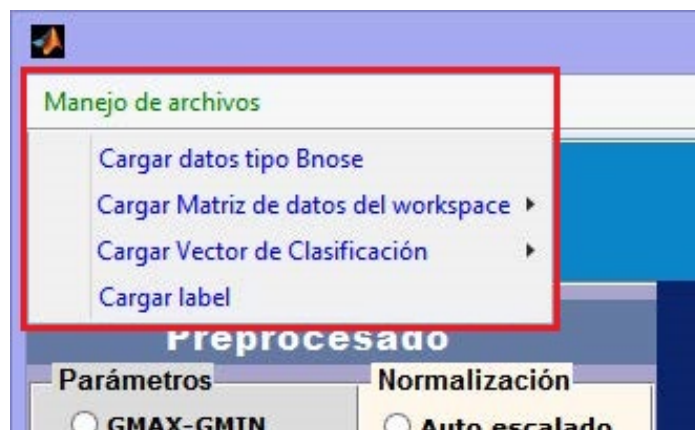 Manejo de archivos
Cargar datos tipo Bnose
Cargar Matriz de datos del workspace
Cargar Vector de Clasificación
Cargar label
Preprocesado
Parámetros
Normalización
GMAX-GMIN
Auto escalado